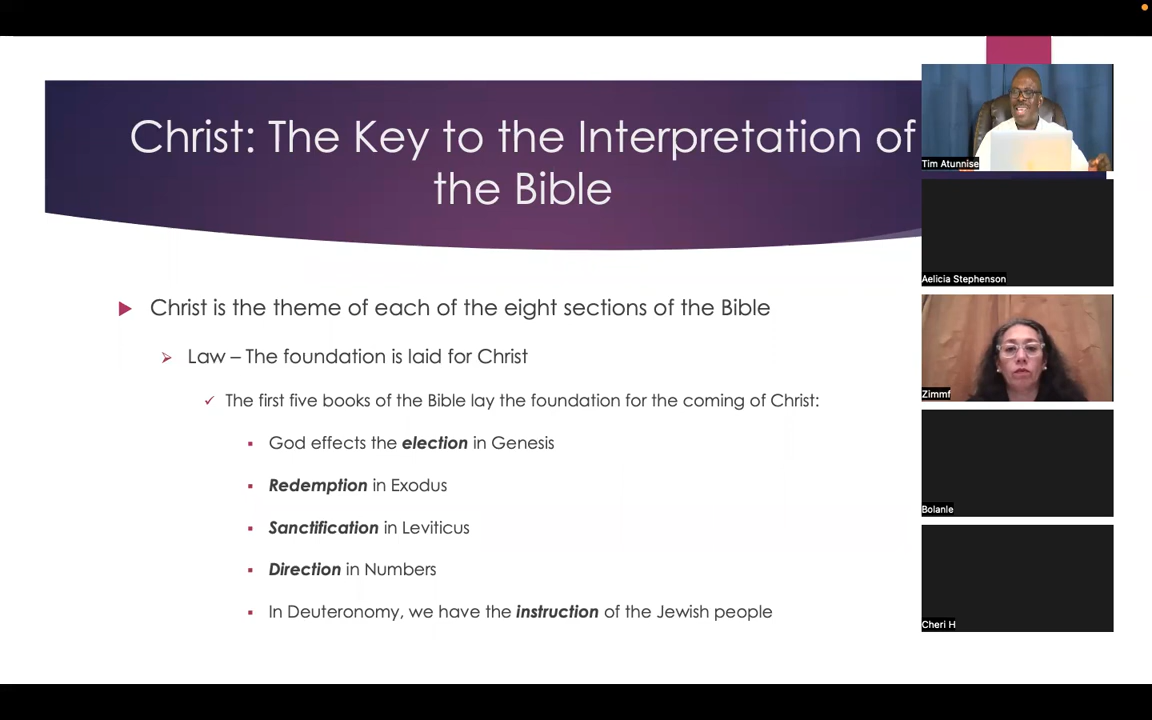 Christ: The Key to the Interpretation of
the Bible
Christ is the theme of each of the eight sections of the Bible
Law – The foundation is laid for Christ
The first five books of the Bible lay the foundation for the coming of Christ:
God effects the election in Genesis
Redemption in Exodus
Sanctification in Leviticus
Direction in Numbers
In Deuteronomy, we have the instruction of the Jewish people
Tim Atunnise
Aelicia Stephenson
Zimmf
Bolanle
Cheri H